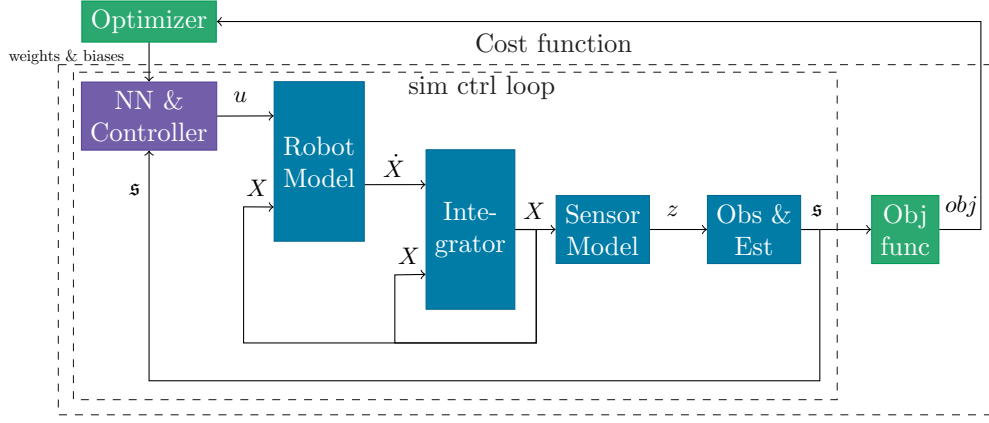 Optimizer
Cost function
weights & biases
sim ctrl loop
NN &
Controller
u
Robot
Model
Ẋ
X
𝔰
Inte-
grator
X
X
Sensor
Model
z
Obs &
Est
𝔰
Obj
func
obj